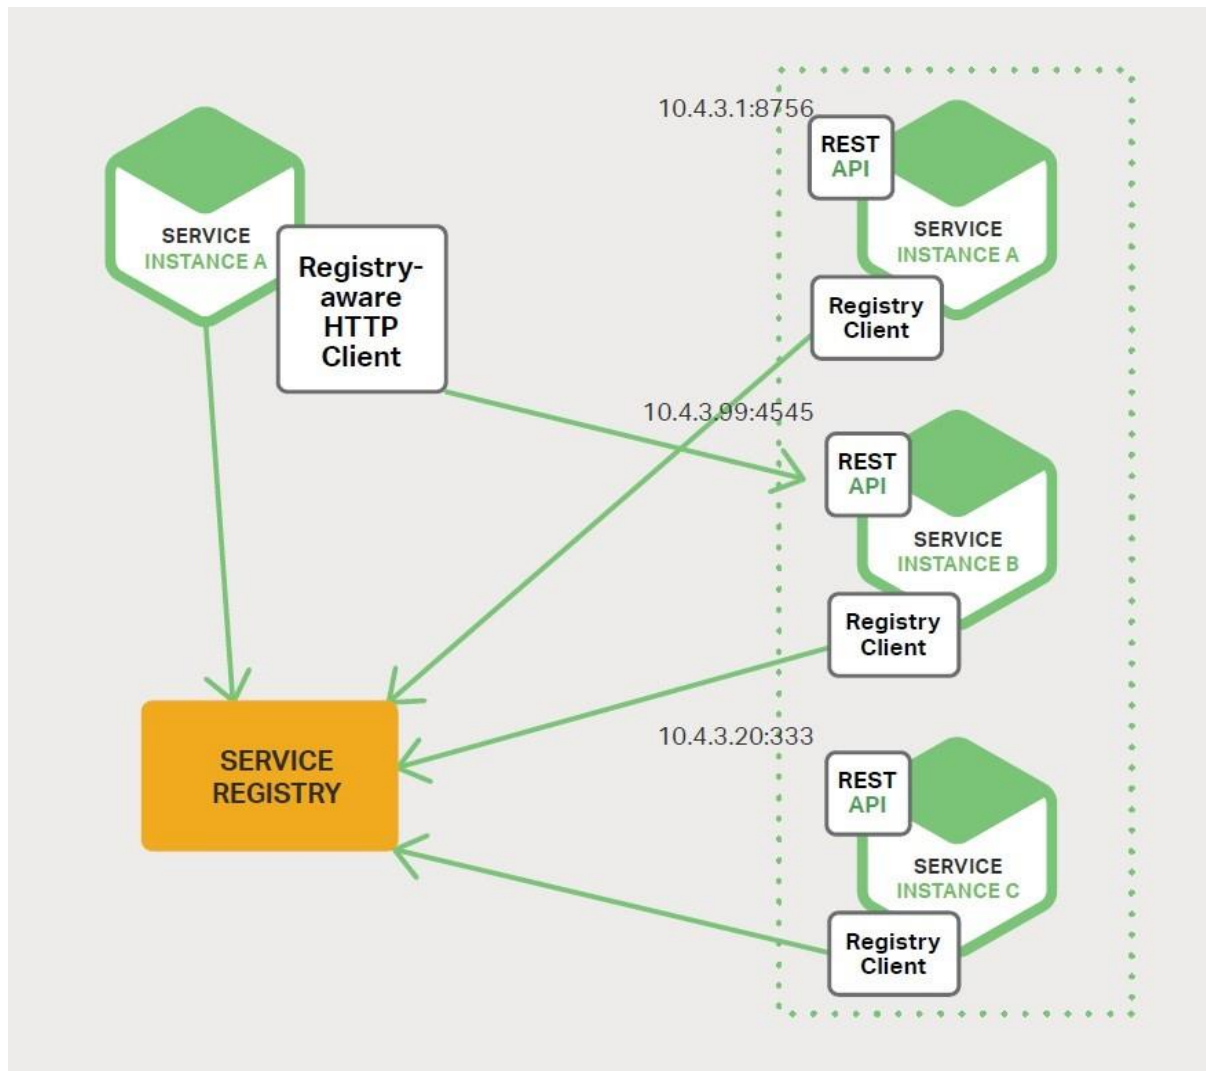 SERVICE
INSTANCE A
Registry-
aware
HTTP
Client
SERVICE
REGISTRY
10.4.3.1:8756
REST
API
SERVICE
INSTANCE A
Registry
Client
10.4.3.99:4545
REST
API
SERVICE
INSTANCE B
Registry
Client
10.4.3.20:333
REST
API
SERVICE
INSTANCE C
Registry
Client